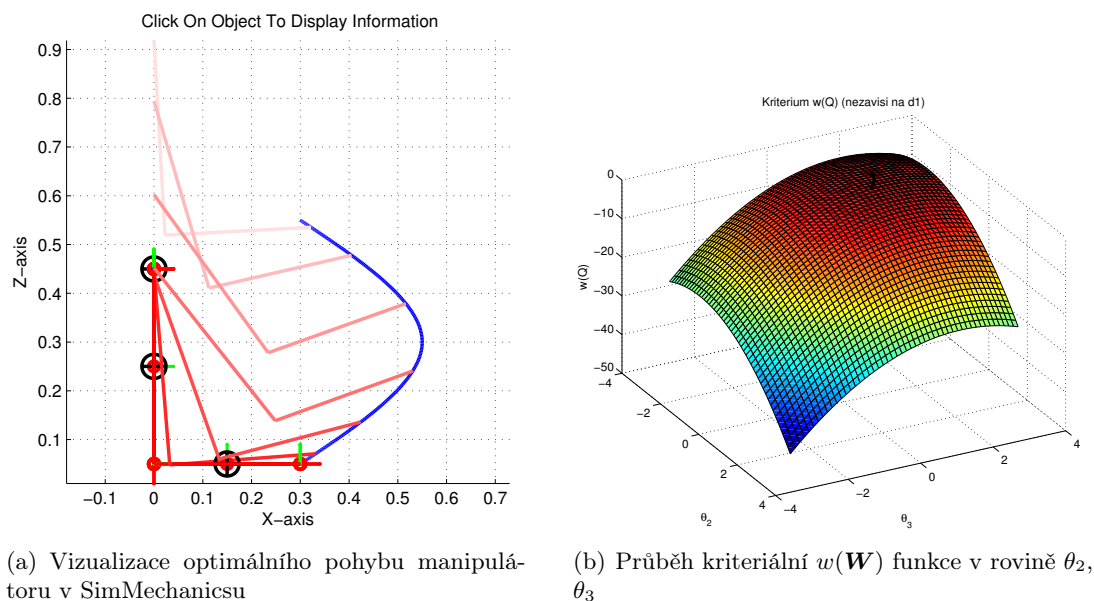 Click On Object To Display Information
0.9
0.8
0.7
0.6
0.5
0.4
0.3
0.2
0.1
Z−axis
−0.1 0 0.1 0.2 0.3 0.4 0.5 0.6 0.7
X−axis
(a) Vizualizace optimálního pohybu manipulá-
toru v SimMechanicsu
Kriterium w(Q) (nezavisi na d1)
0
−10
−20
−30
−40
−50
w(Q)
−4
−2
0
2
4
θ2
−4
−2
0
2
4
θ3
(b) Průběh kriteriální w(W) funkce v rovině θ2,
θ3